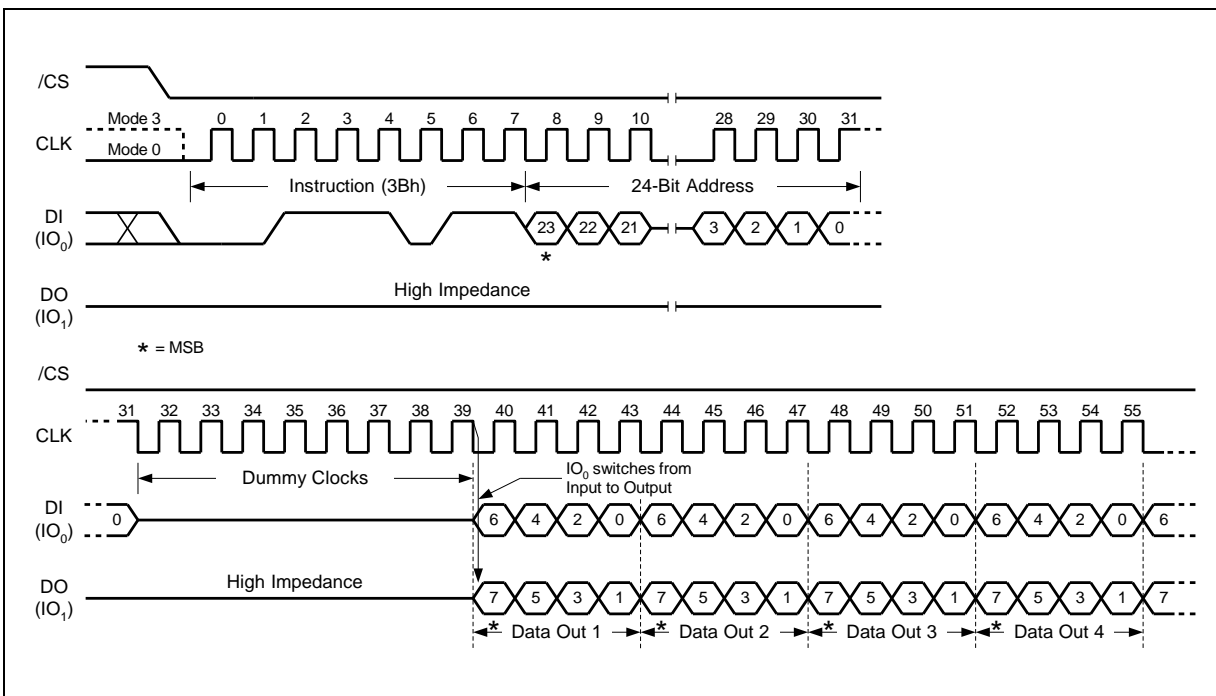 /CS
Mode 3 0 1 2 3 4 5 6 7 8 9 10 28 29 30 31
CLK
Mode 0
Instruction (3Bh) 24-Bit Address
DI
(IO0) 23 22 21 3 2 1 0
*
DO
(IO1) High Impedance
* = MSB
/CS
31 32 33 34 35 36 37 38 39 40 41 42 43 44 45 46 47 48 49 50 51 52 53 54 55
CLK
Dummy Clocks
IO0 switches from
Input to Output
DI
(IO0) 0 6 4 2 0 6 4 2 0 6 4 2 0 6 4 2 0 6
DO
(IO1) High Impedance 7 5 3 1 7 5 3 1 7 5 3 1 7 5 3 1 7
* Data Out 1 * Data Out 2 * Data Out 3 * Data Out 4